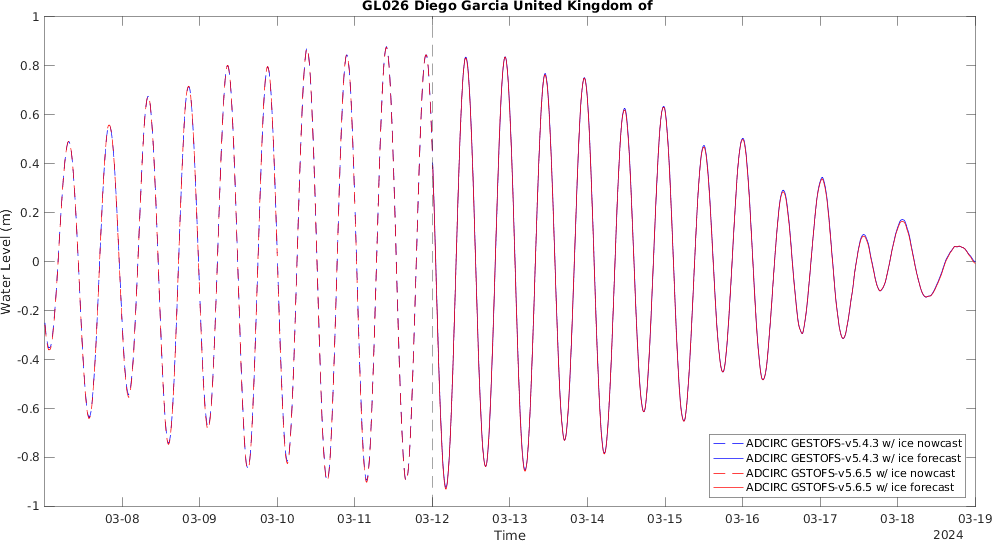 GL026 Diego Garcia United Kingdom of
1
0.8
0.6
0.4
0.2
0
-0.2
-0.4
-0.6
-0.8
-1
Water Level (m)
03-08 03-09 03-10 03-11 03-12 03-13 03-14 03-15 03-16 03-17 03-18 03-19
Time
2024
ADCIRC GESTOFS-v5.4.3 w/ ice nowcast
ADCIRC GESTOFS-v5.4.3 w/ ice forecast
ADCIRC GSTOFS-v5.6.5 w/ ice nowcast
ADCIRC GSTOFS-v5.6.5 w/ ice forecast